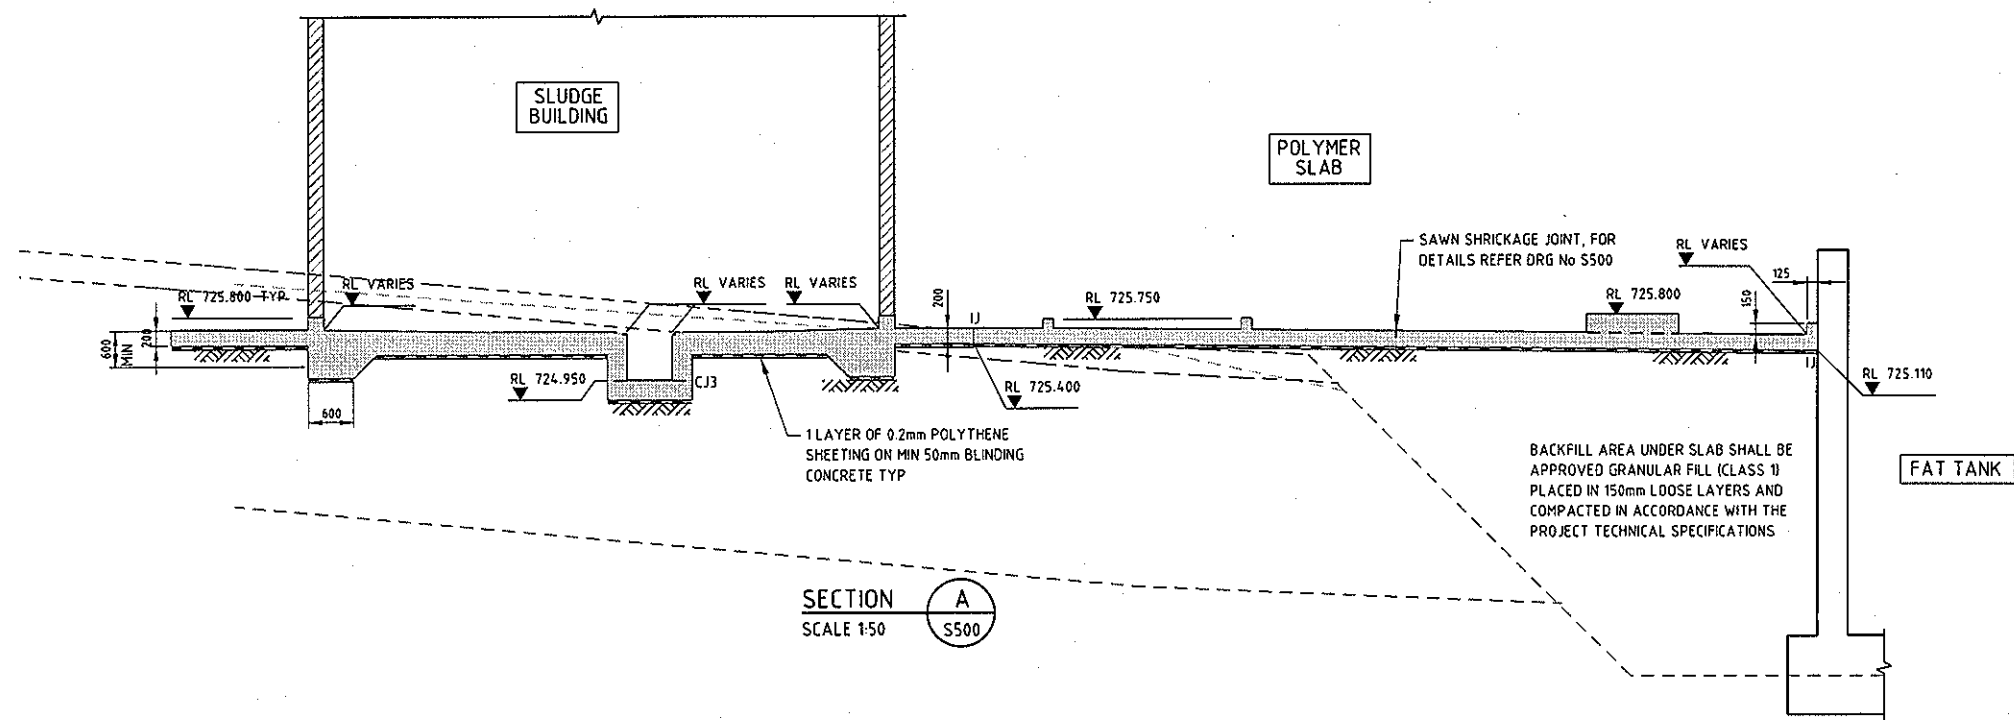 SLUDGE
BUILDING
POLYMER
SLAB
SAWN SHRICKAGE JOINT, FOR
DETAILS REFER DRG No S500
RL VARIES
125
150
RL 725.800 TYP
RL VARIES
RL VARIES
RL VARIES
200
RL 725.750
RL 725.800
IJ
600
MIN
200
RL 724.950
CJ3
RL 725.400
IJ
RL 725.110
600
1 LAYER OF 0.2mm POLYTHENE
SHEETING ON MIN 50mm BLINDING
CONCRETE TYP
BACKFILL AREA UNDER SLAB SHALL BE
APPROVED GRANULAR FILL (CLASS 1)
PLACED IN 150mm LOOSE LAYERS AND
COMPACTED IN ACCORDANCE WITH THE
PROJECT TECHNICAL SPECIFICATIONS
FAT TANK
SECTION A
SCALE 1:50 S500